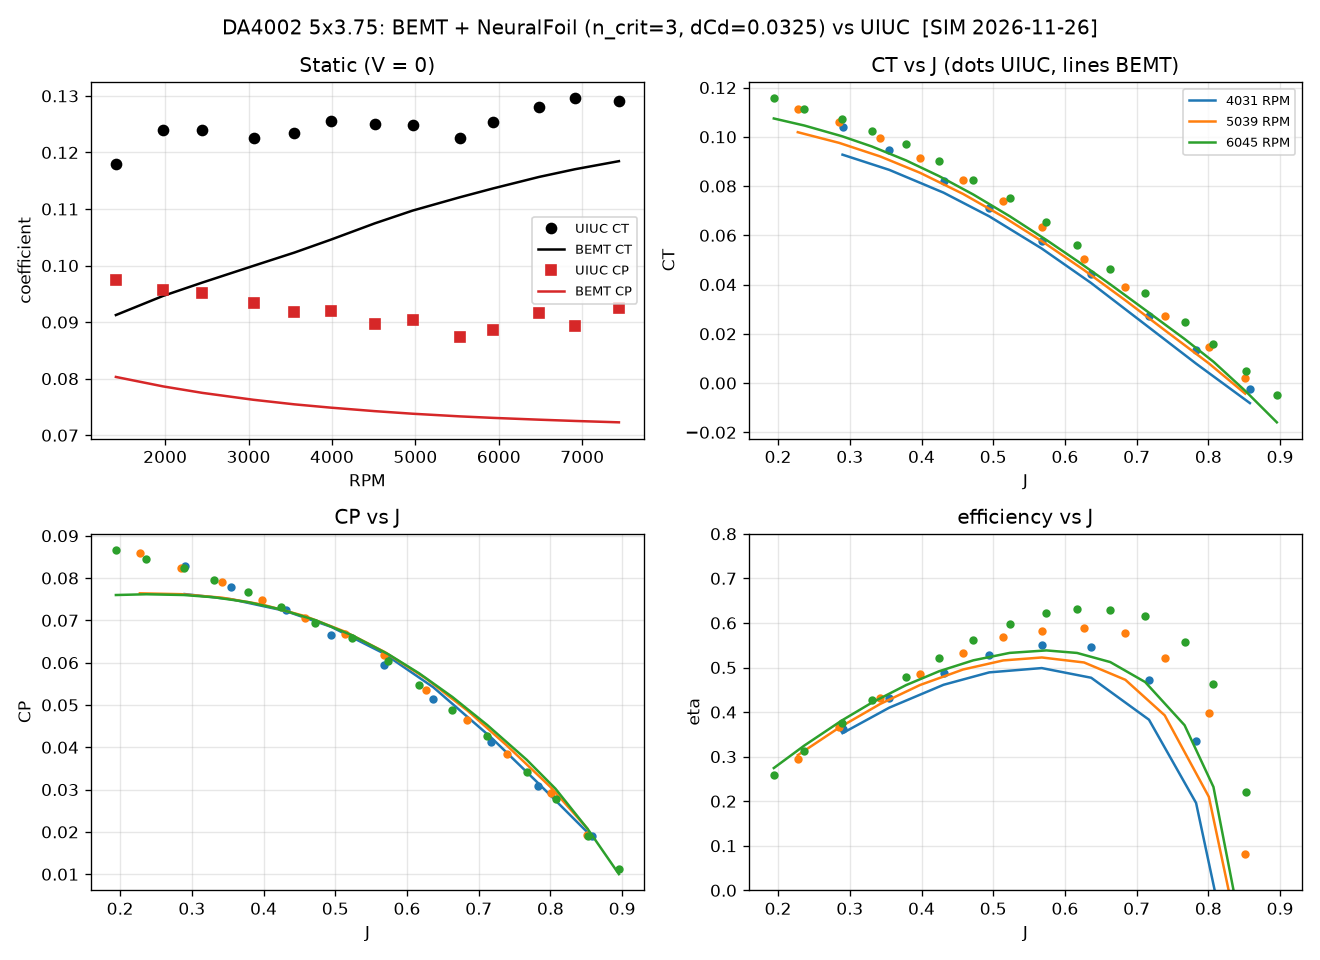 DA4002 5x3.75: BEMT + NeuralFoil (n_crit=3, dCd=0.0325) vs UIUC [SIM 2026-11-26]
Static (V = 0)
0.13
0.12
0.11
0.10
0.09
0.08
0.07
coefficient
2000 3000 4000 5000 6000 7000
RPM
UIUC CT
BEMT CT
UIUC CP
BEMT CP
CT vs J (dots UIUC, lines BEMT)
0.12
0.10
0.08
0.06
0.04
0.02
0.00
−0.02
CT
0.2 0.3 0.4 0.5 0.6 0.7 0.8 0.9
J
4031 RPM
5039 RPM
6045 RPM
CP vs J
0.09
0.08
0.07
0.06
0.05
0.04
0.03
0.02
0.01
CP
0.2 0.3 0.4 0.5 0.6 0.7 0.8 0.9
J
efficiency vs J
0.8
0.7
0.6
0.5
0.4
0.3
0.2
0.1
0.0
eta
0.2 0.3 0.4 0.5 0.6 0.7 0.8 0.9
J